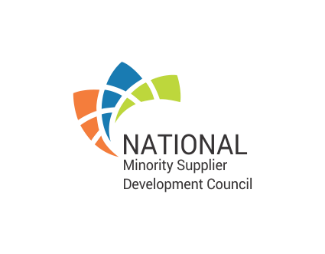 NATIONAL
Minority Supplier
Development Council